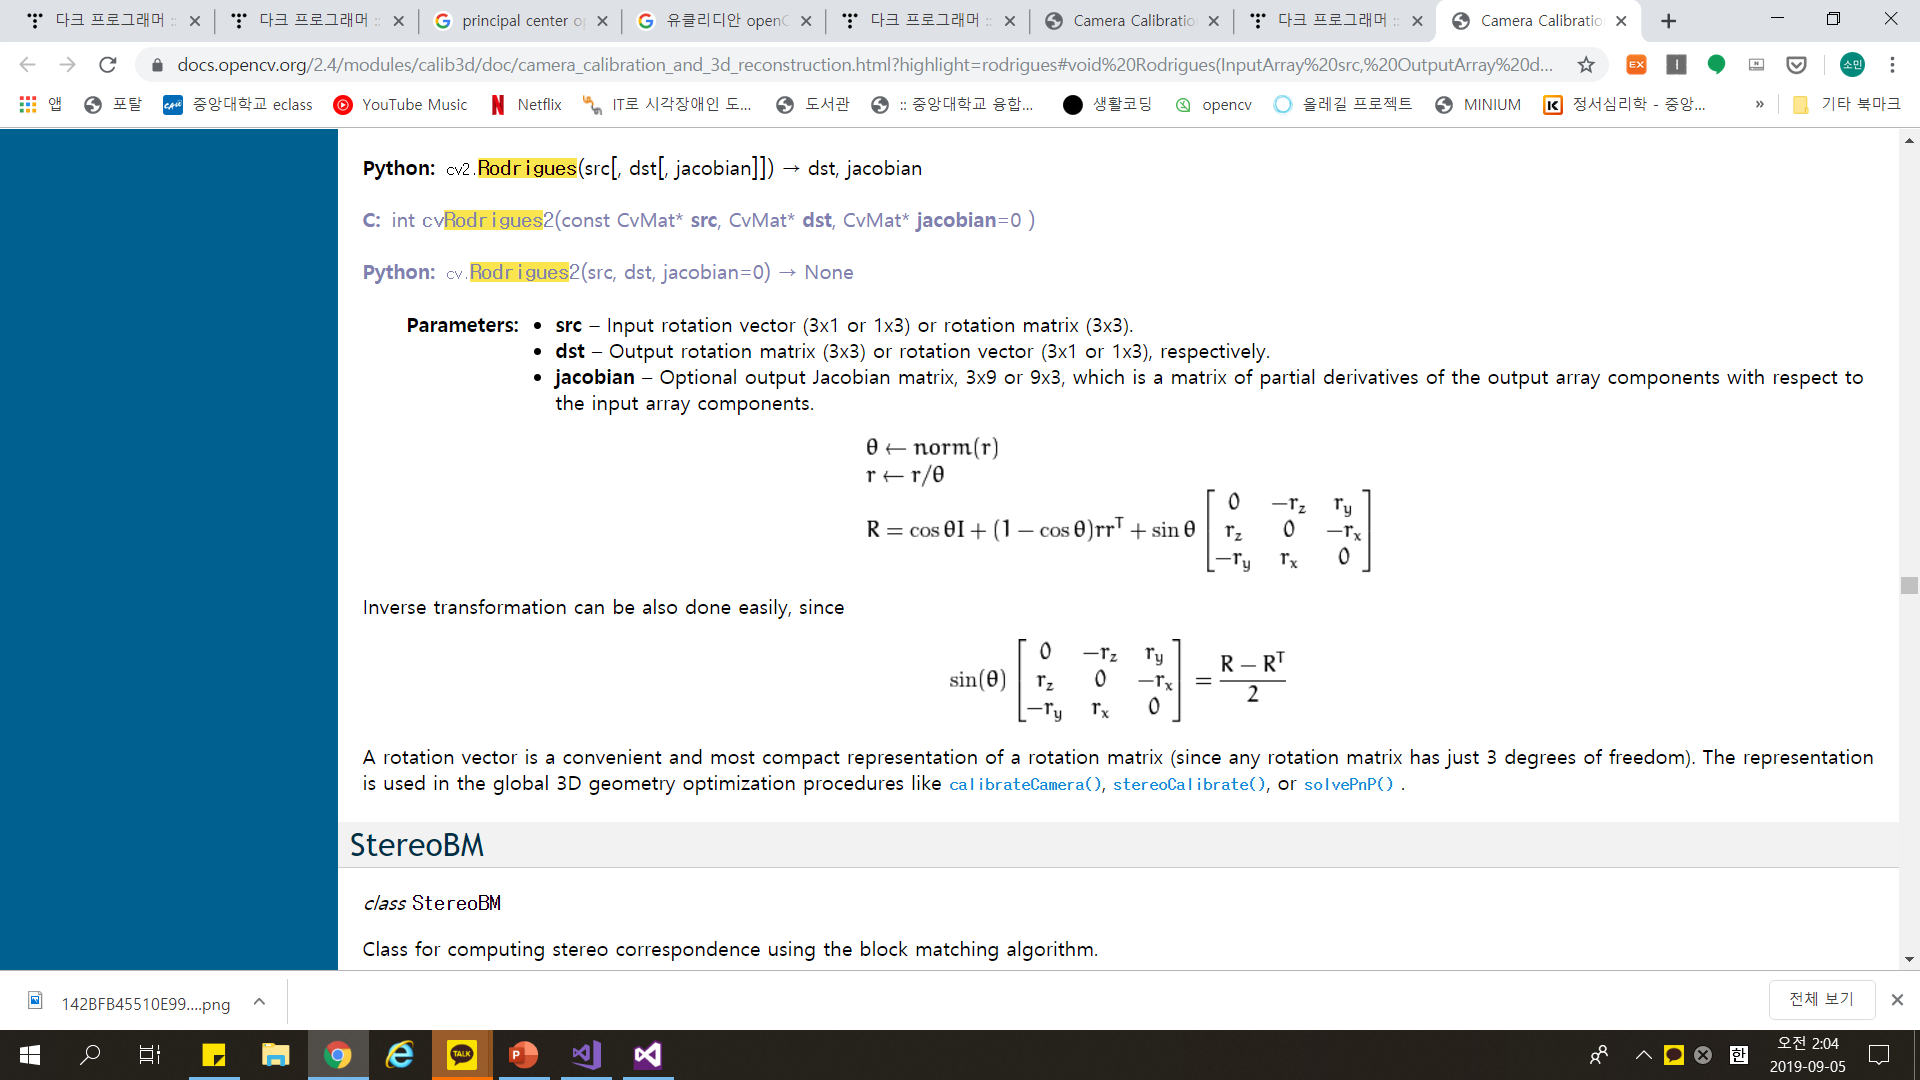 다크 프로그래머 ::
다크 프로그래머 ::
principal center o
유클리디안 openC
다크 프로그래머 ::
Camera Calibratio
다크 프로그래머 ::
Camera Calibratio
docs.opencv.org/2.4/modules/calib3d/doc/camera_calibration_and_3d_reconstruction.html?highlight=rodrigues#void%20Rodrigues(InputArray%20src,%20OutputArray%20d...
EX
소민
앱
포탈
중앙대학교 eclass
YouTube Music
Netflix
IT로 시각장애인 도...
도서관
:: 중앙대학교 융합...
생활코딩
opencv
올레길 프로젝트
MINIUM
정서심리학 - 중앙...
»
기타 북마크
Python: cv2.Rodrigues(src[, dst[, jacobian]]) → dst, jacobian
C: int cvRodrigues2(const CvMat* src, CvMat* dst, CvMat* jacobian=0 )
Python: cv.Rodrigues2(src, dst, jacobian=0) → None
Parameters: • src – Input rotation vector (3x1 or 1x3) or rotation matrix (3x3).
• dst – Output rotation matrix (3x3) or rotation vector (3x1 or 1x3), respectively.
• jacobian – Optional output Jacobian matrix, 3x9 or 9x3, which is a matrix of partial derivatives of the output array components with respect to
the input array components.
θ ← norm(r)
r ← r/θ
R = cos θI + (1 − cos θ)rrᵀ + sin θ [0 −r_z r_y
r_z 0 −r_x
−r_y r_x 0]
Inverse transformation can be also done easily, since
sin(θ) [0 −r_z r_y
r_z 0 −r_x
−r_y r_x 0] = (R − Rᵀ)/2
A rotation vector is a convenient and most compact representation of a rotation matrix (since any rotation matrix has just 3 degrees of freedom). The representation
is used in the global 3D geometry optimization procedures like calibrateCamera(), stereoCalibrate(), or solvePnP() .
StereoBM
class StereoBM
Class for computing stereo correspondence using the block matching algorithm.
142BFB45510E99....png
전체 보기
TALK
한
오전 2:04
2019-09-05